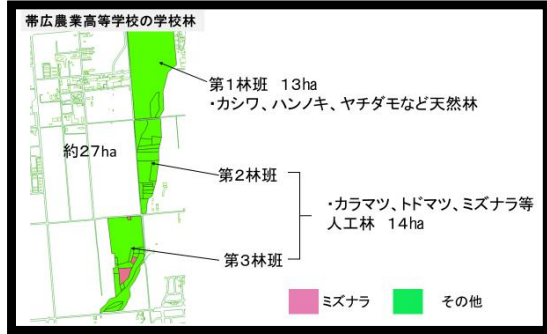 帯広農業高等学校の学校林
第1林班 13ha
・カシワ、ハンノキ、ヤチダモなど天然林
約27ha
第2林班
・カラマツ、トドマツ、ミズナラ等
人工林 14ha
第3林班
ミズナラ
その他